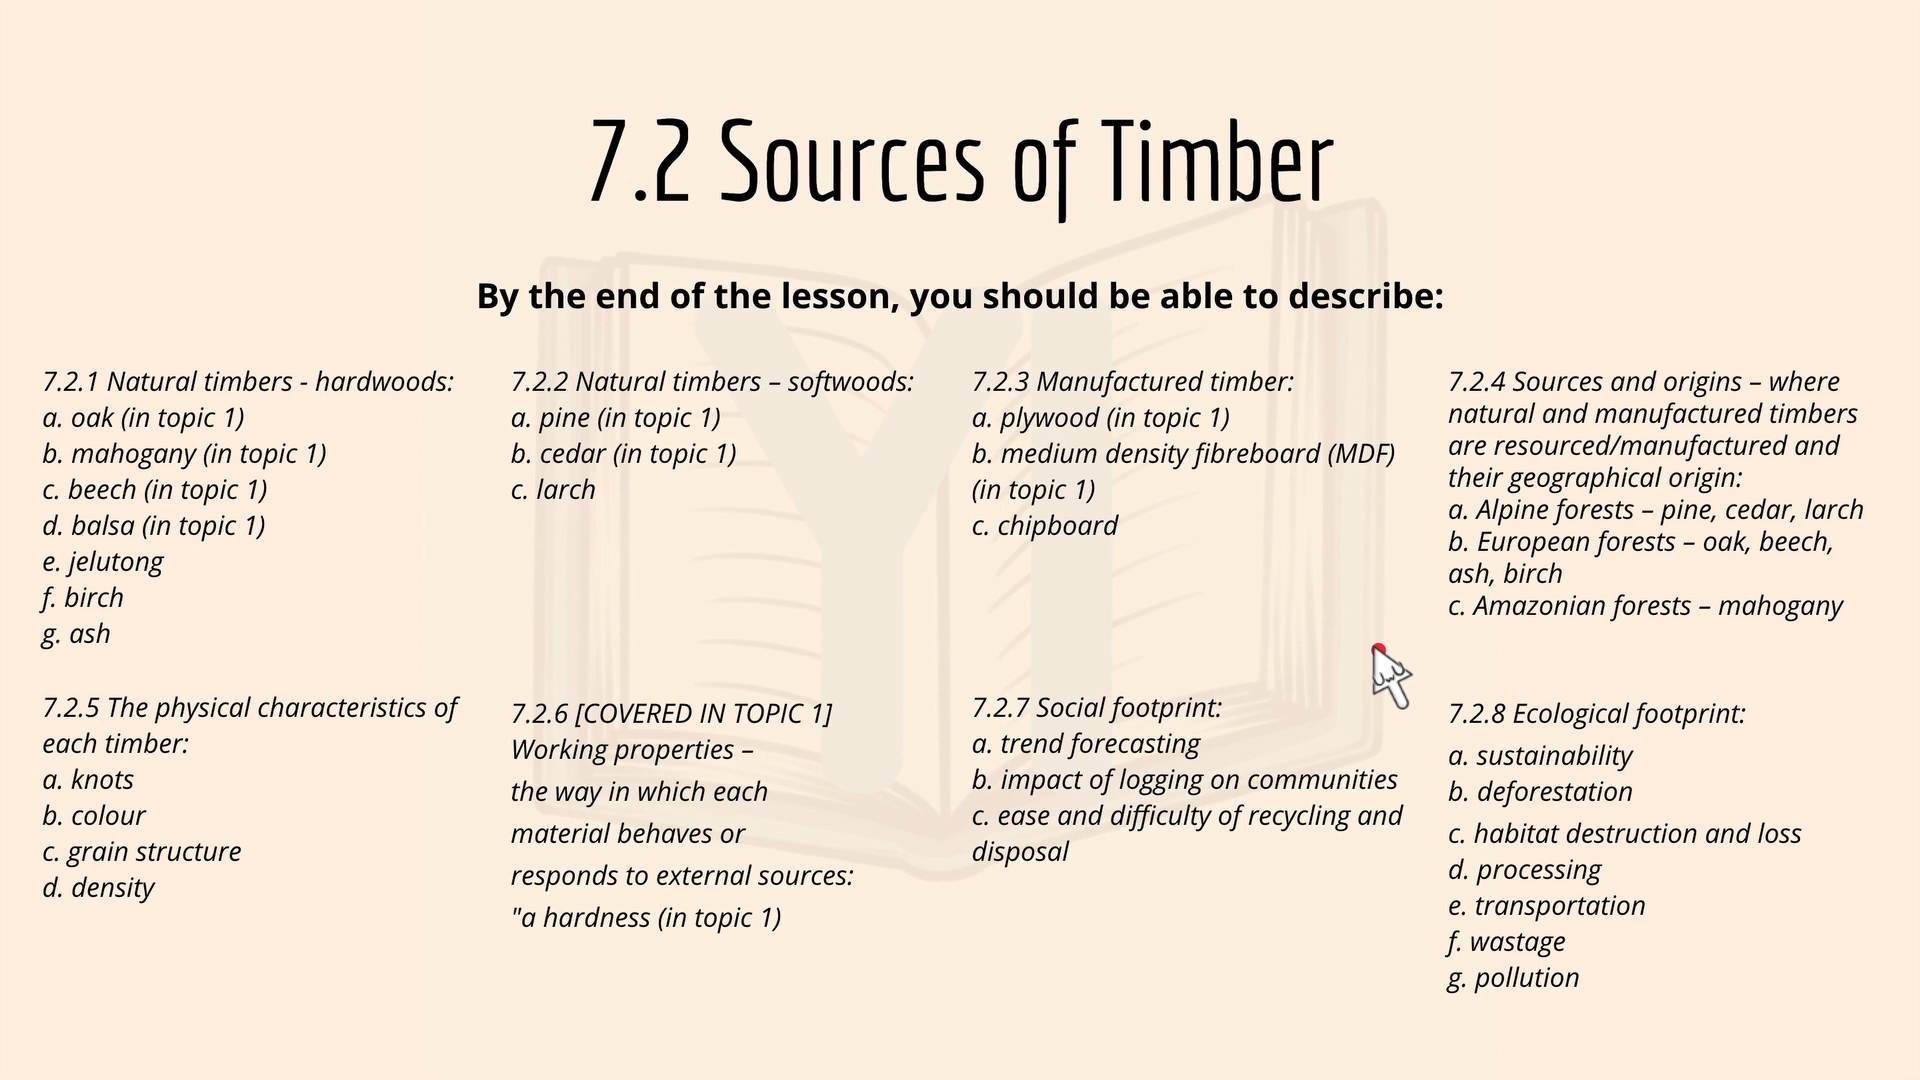 7.2 Sources of Timber
By the end of the lesson, you should be able to describe:
7.2.1 Natural timbers - hardwoods:
a. oak (in topic 1)
b. mahogany (in topic 1)
c. beech (in topic 1)
d. balsa (in topic 1)
e. jelutong
f. birch
g. ash
7.2.2 Natural timbers – softwoods:
a. pine (in topic 1)
b. cedar (in topic 1)
c. larch
7.2.3 Manufactured timber:
a. plywood (in topic 1)
b. medium density fibreboard (MDF)
(in topic 1)
c. chipboard
7.2.4 Sources and origins – where
natural and manufactured timbers
are resourced/manufactured and
their geographical origin:
a. Alpine forests – pine, cedar, larch
b. European forests – oak, beech,
ash, birch
c. Amazonian forests – mahogany
7.2.5 The physical characteristics of
each timber:
a. knots
b. colour
c. grain structure
d. density
7.2.6 [COVERED IN TOPIC 1]
Working properties –
the way in which each
material behaves or
responds to external sources:
"a hardness (in topic 1)
7.2.7 Social footprint:
a. trend forecasting
b. impact of logging on communities
c. ease and difficulty of recycling and
disposal
7.2.8 Ecological footprint:
a. sustainability
b. deforestation
c. habitat destruction and loss
d. processing
e. transportation
f. wastage
g. pollution